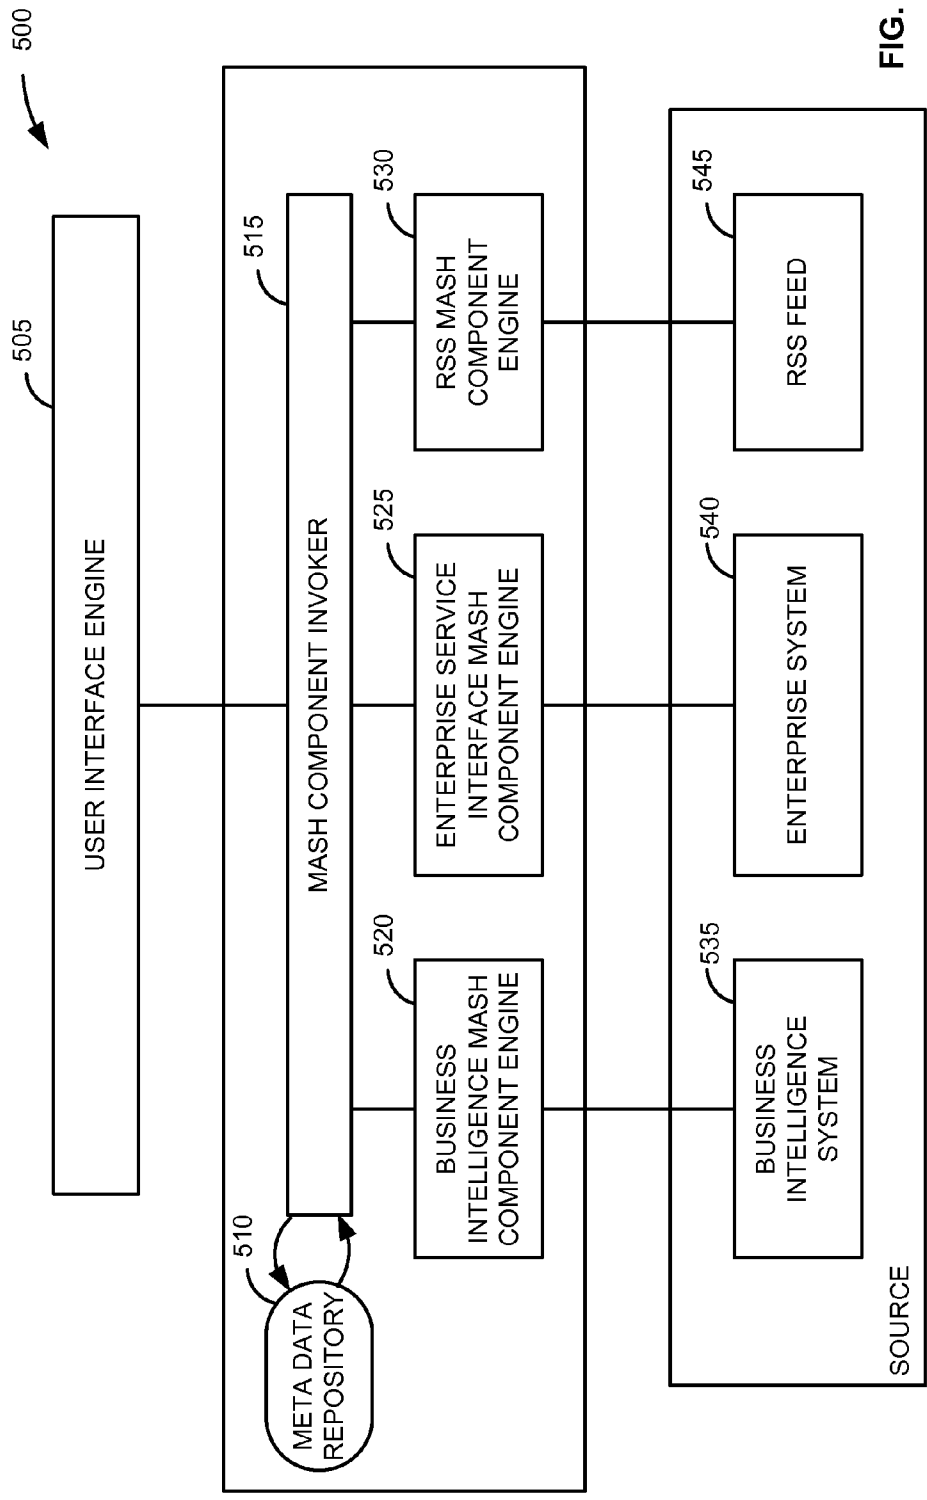 500
505
USER INTERFACE ENGINE
510
META DATA
REPOSITORY
515
MASH COMPONENT INVOKER
520
BUSINESS
INTELLIGENCE MASH
COMPONENT ENGINE
525
ENTERPRISE SERVICE
INTERFACE MASH
COMPONENT ENGINE
530
RSS MASH
COMPONENT
ENGINE
535
BUSINESS
INTELLIGENCE
SYSTEM
540
ENTERPRISE SYSTEM
545
RSS FEED
SOURCE
FIG.